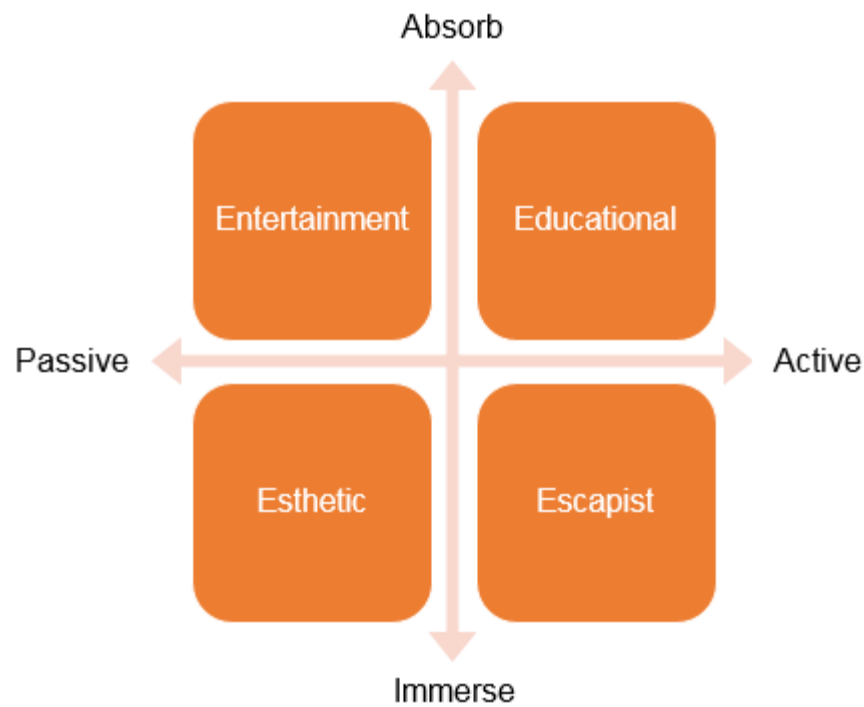 Absorb
Entertainment
Educational
Passive
Active
Esthetic
Escapist
Immerse